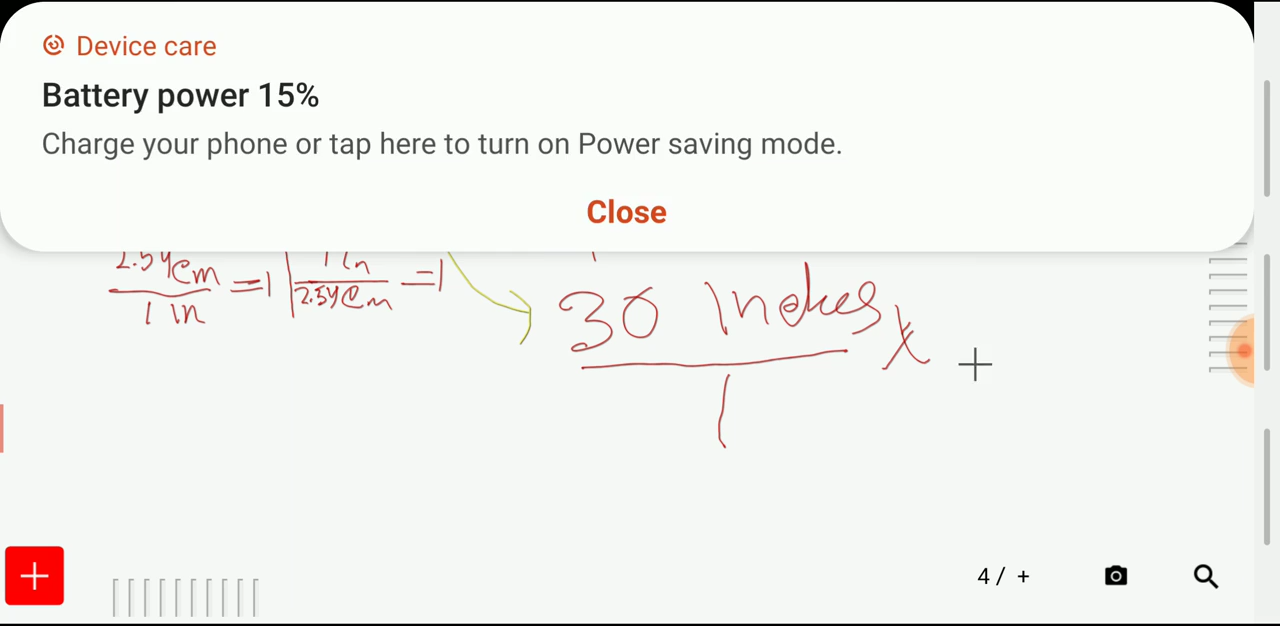 Device care
Battery power 15%
Charge your phone or tap here to turn on Power saving mode.
Close
2.54cm
1 in
=1
1 in
2.54cm
=1
30 inches x
1
4 / +